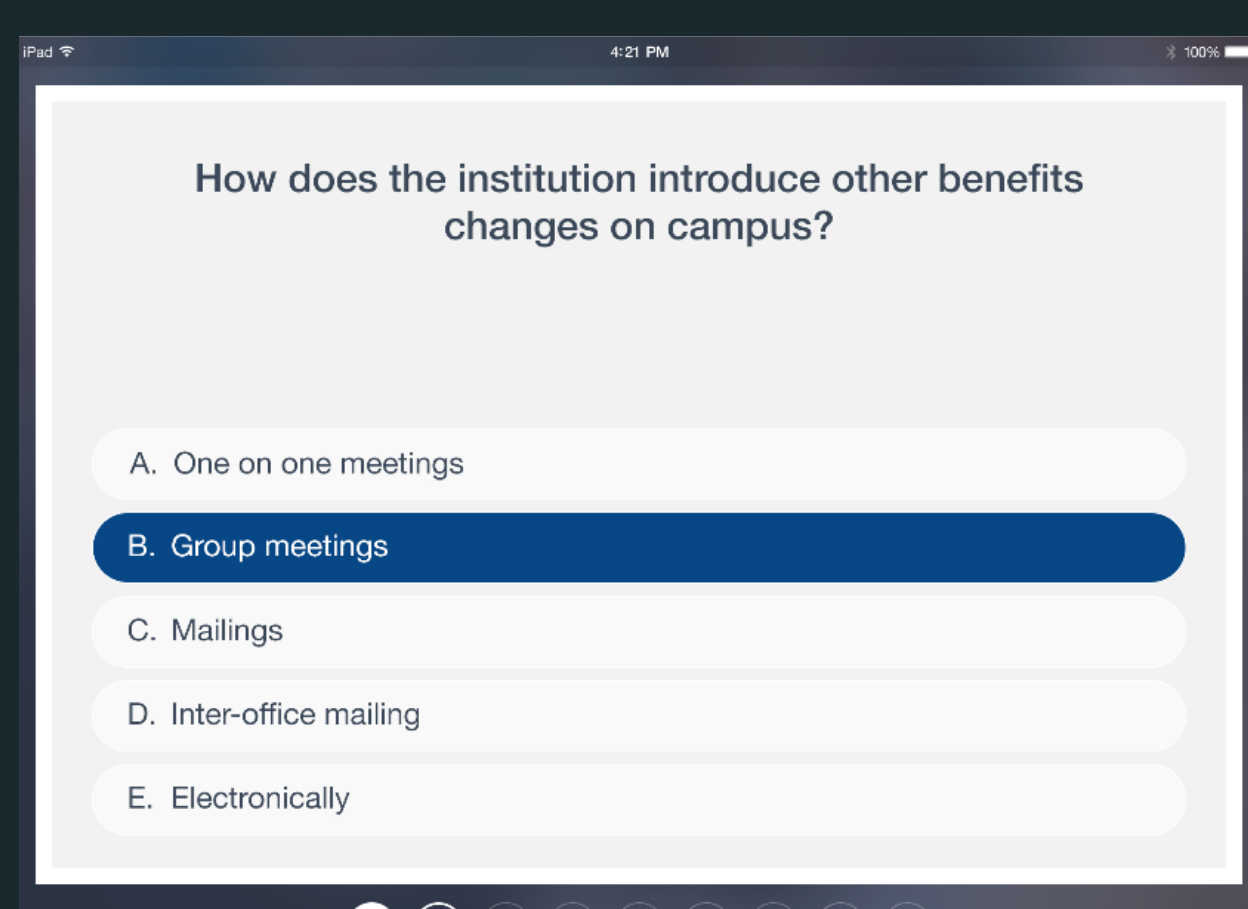 iPad
4:21 PM
100%
How does the institution introduce other benefits
changes on campus?
A. One on one meetings
B. Group meetings
C. Mailings
D. Inter-office mailing
E. Electronically